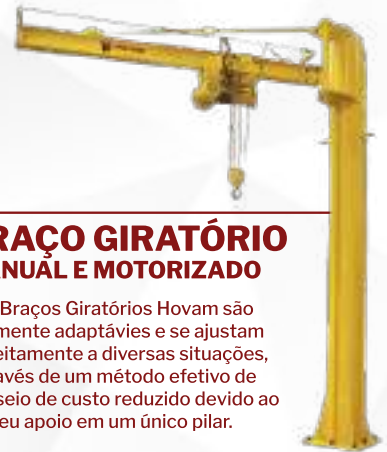 RAÇO GIRATÓRIO
NUAL E MOTORIZADO
Braços Giratórios Hovam são
mente adaptávies e se ajustam
eitamente a diversas situações,
avés de um método efetivo de
seio de custo reduzido devido ao
eu apoio em um único pilar.